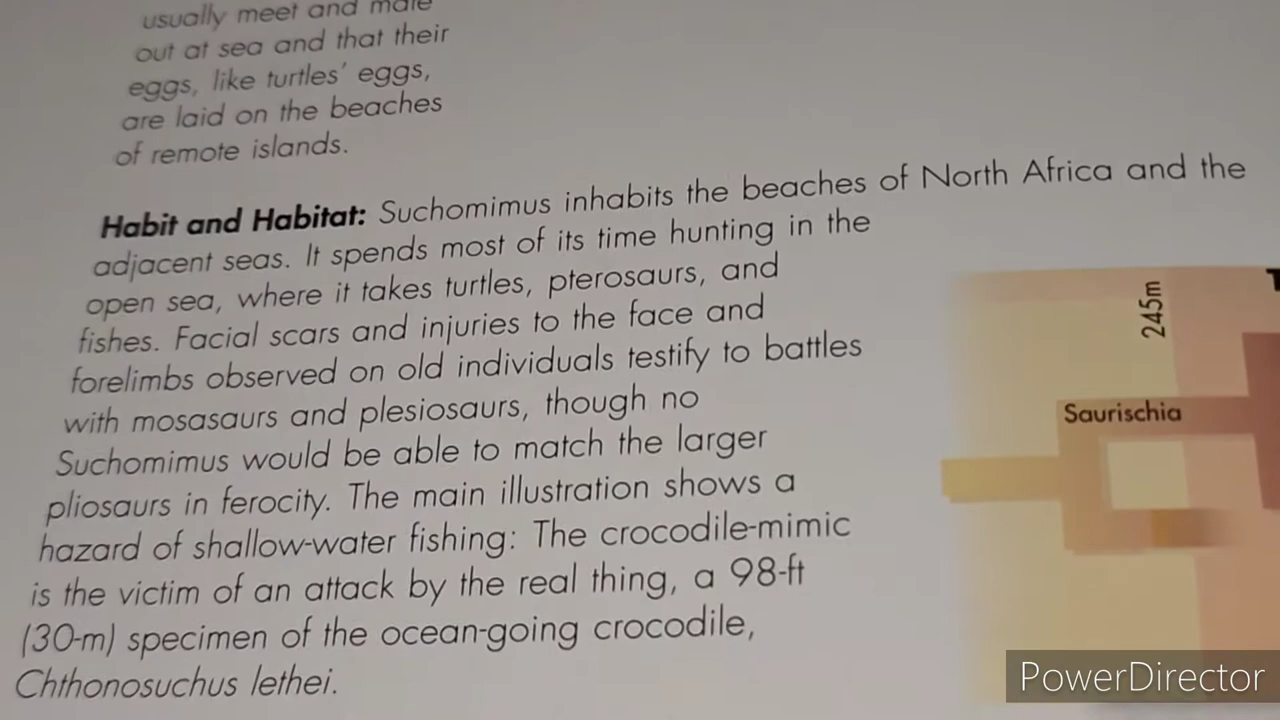 usually meet and mate
out at sea and that their
eggs, like turtles' eggs,
are laid on the beaches
of remote islands.
Habit and Habitat: Suchomimus inhabits the beaches of North Africa and the
adjacent seas. It spends most of its time hunting in the
open sea, where it takes turtles, pterosaurs, and
fishes. Facial scars and injuries to the face and
forelimbs observed on old individuals testify to battles
with mosasaurs and plesiosaurs, though no
Suchomimus would be able to match the larger
pliosaurs in ferocity. The main illustration shows a
hazard of shallow-water fishing: The crocodile-mimic
is the victim of an attack by the real thing, a 98-ft
(30-m) specimen of the ocean-going crocodile,
Chthonosuchus lethei.
245m
Saurischia
PowerDirector